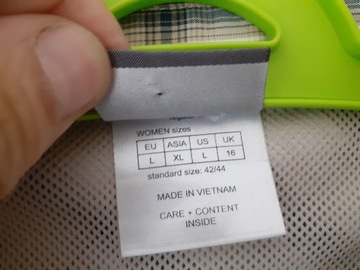 WOMEN sizes
EU ASIA US UK
L XL L 16
standard size: 42/44
MADE IN VIETNAM
CARE + CONTENT
INSIDE